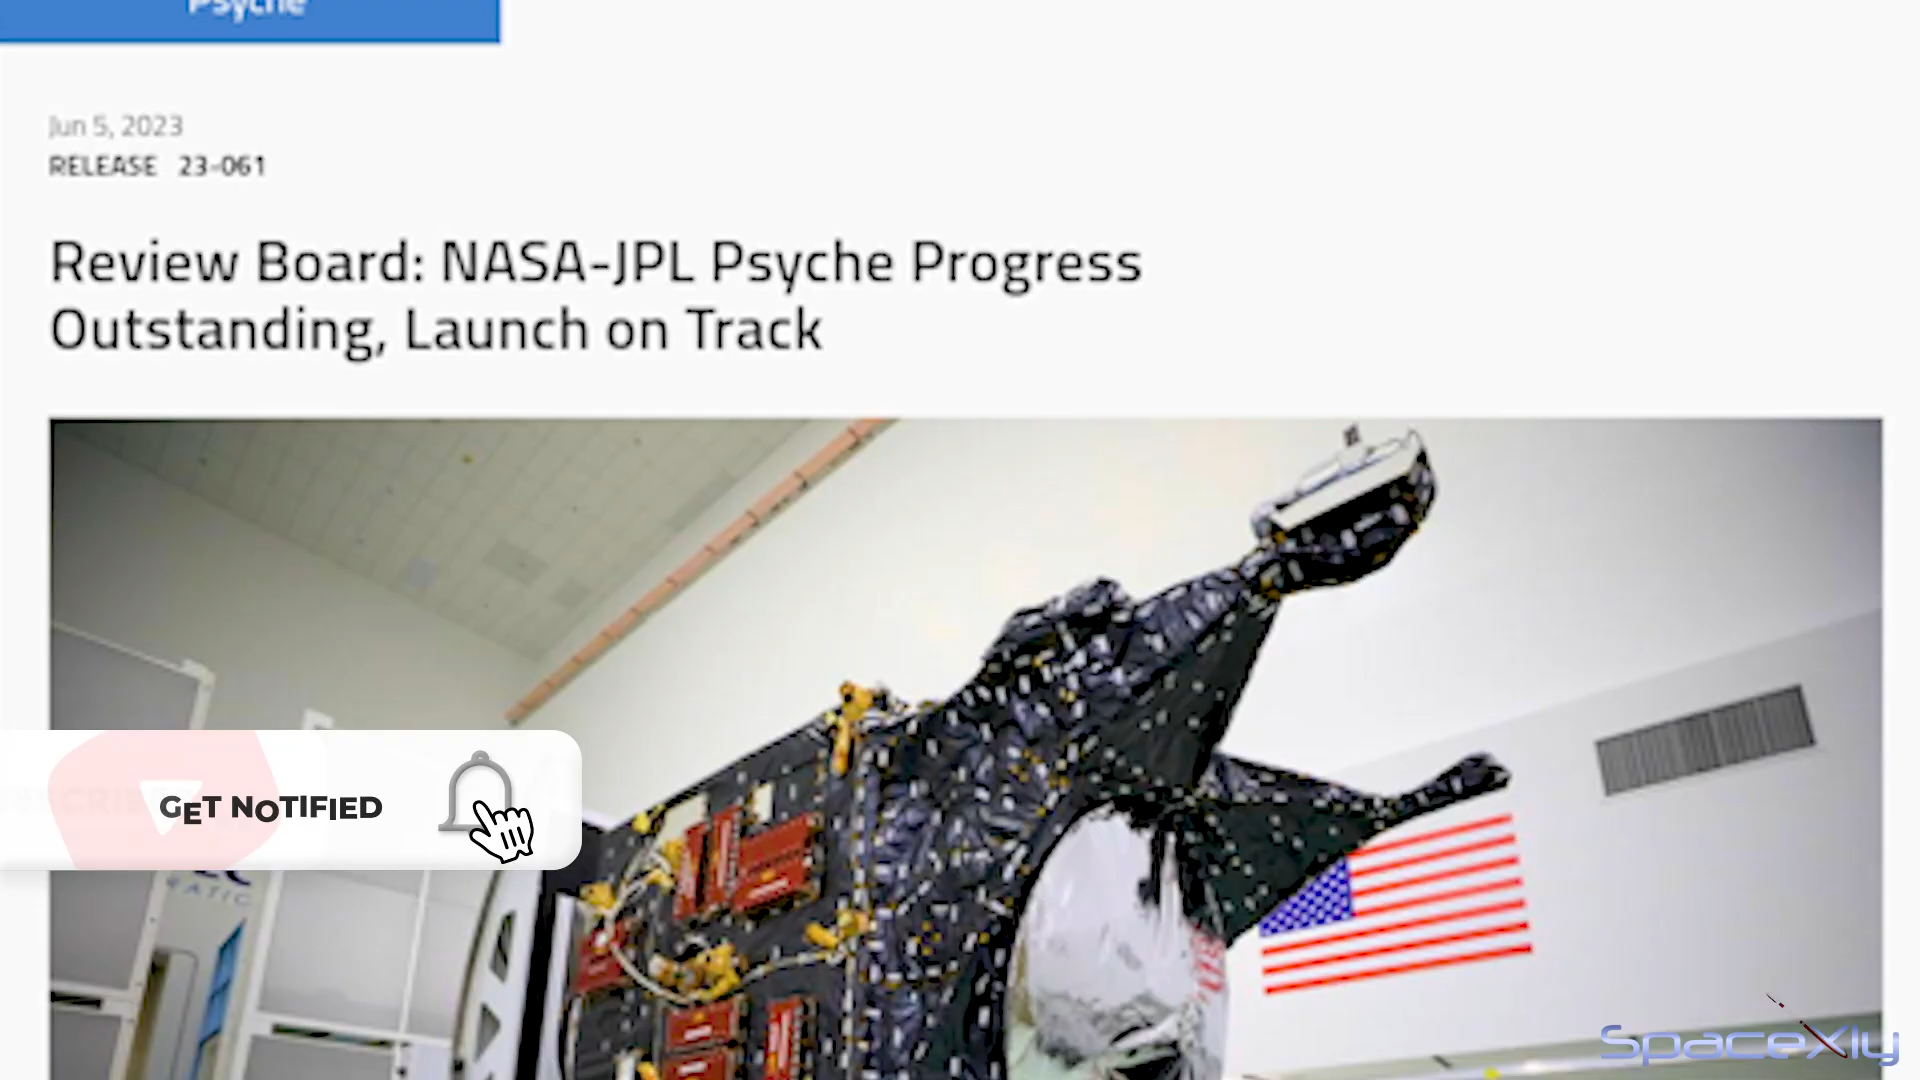 Psyche
Jun 5, 2023
RELEASE 23-061
Review Board: NASA-JPL Psyche Progress
Outstanding, Launch on Track
GET NOTIFIED
SpaceXly